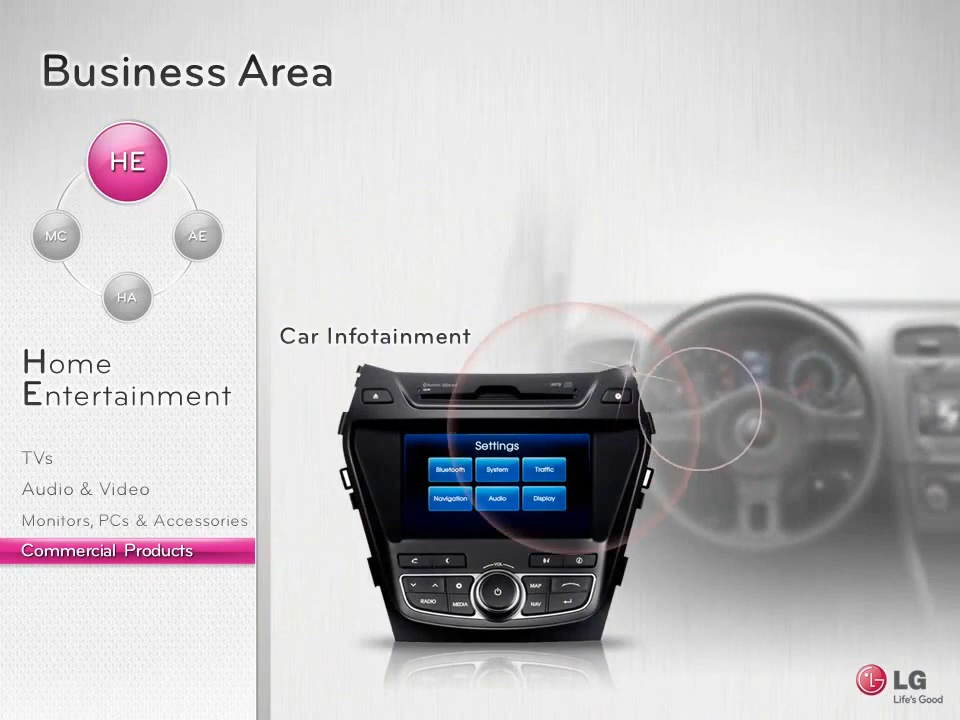 Business Area
HE
MC
AE
HA
Home
Entertainment
TVs
Audio & Video
Monitors, PCs & Accessories
Commercial Products
Car Infotainment
Settings
Bluetooth System Traffic
Navigation Audio Display
VOL
MAP
RADIO
MEDIA
NAV
LG
Life's Good